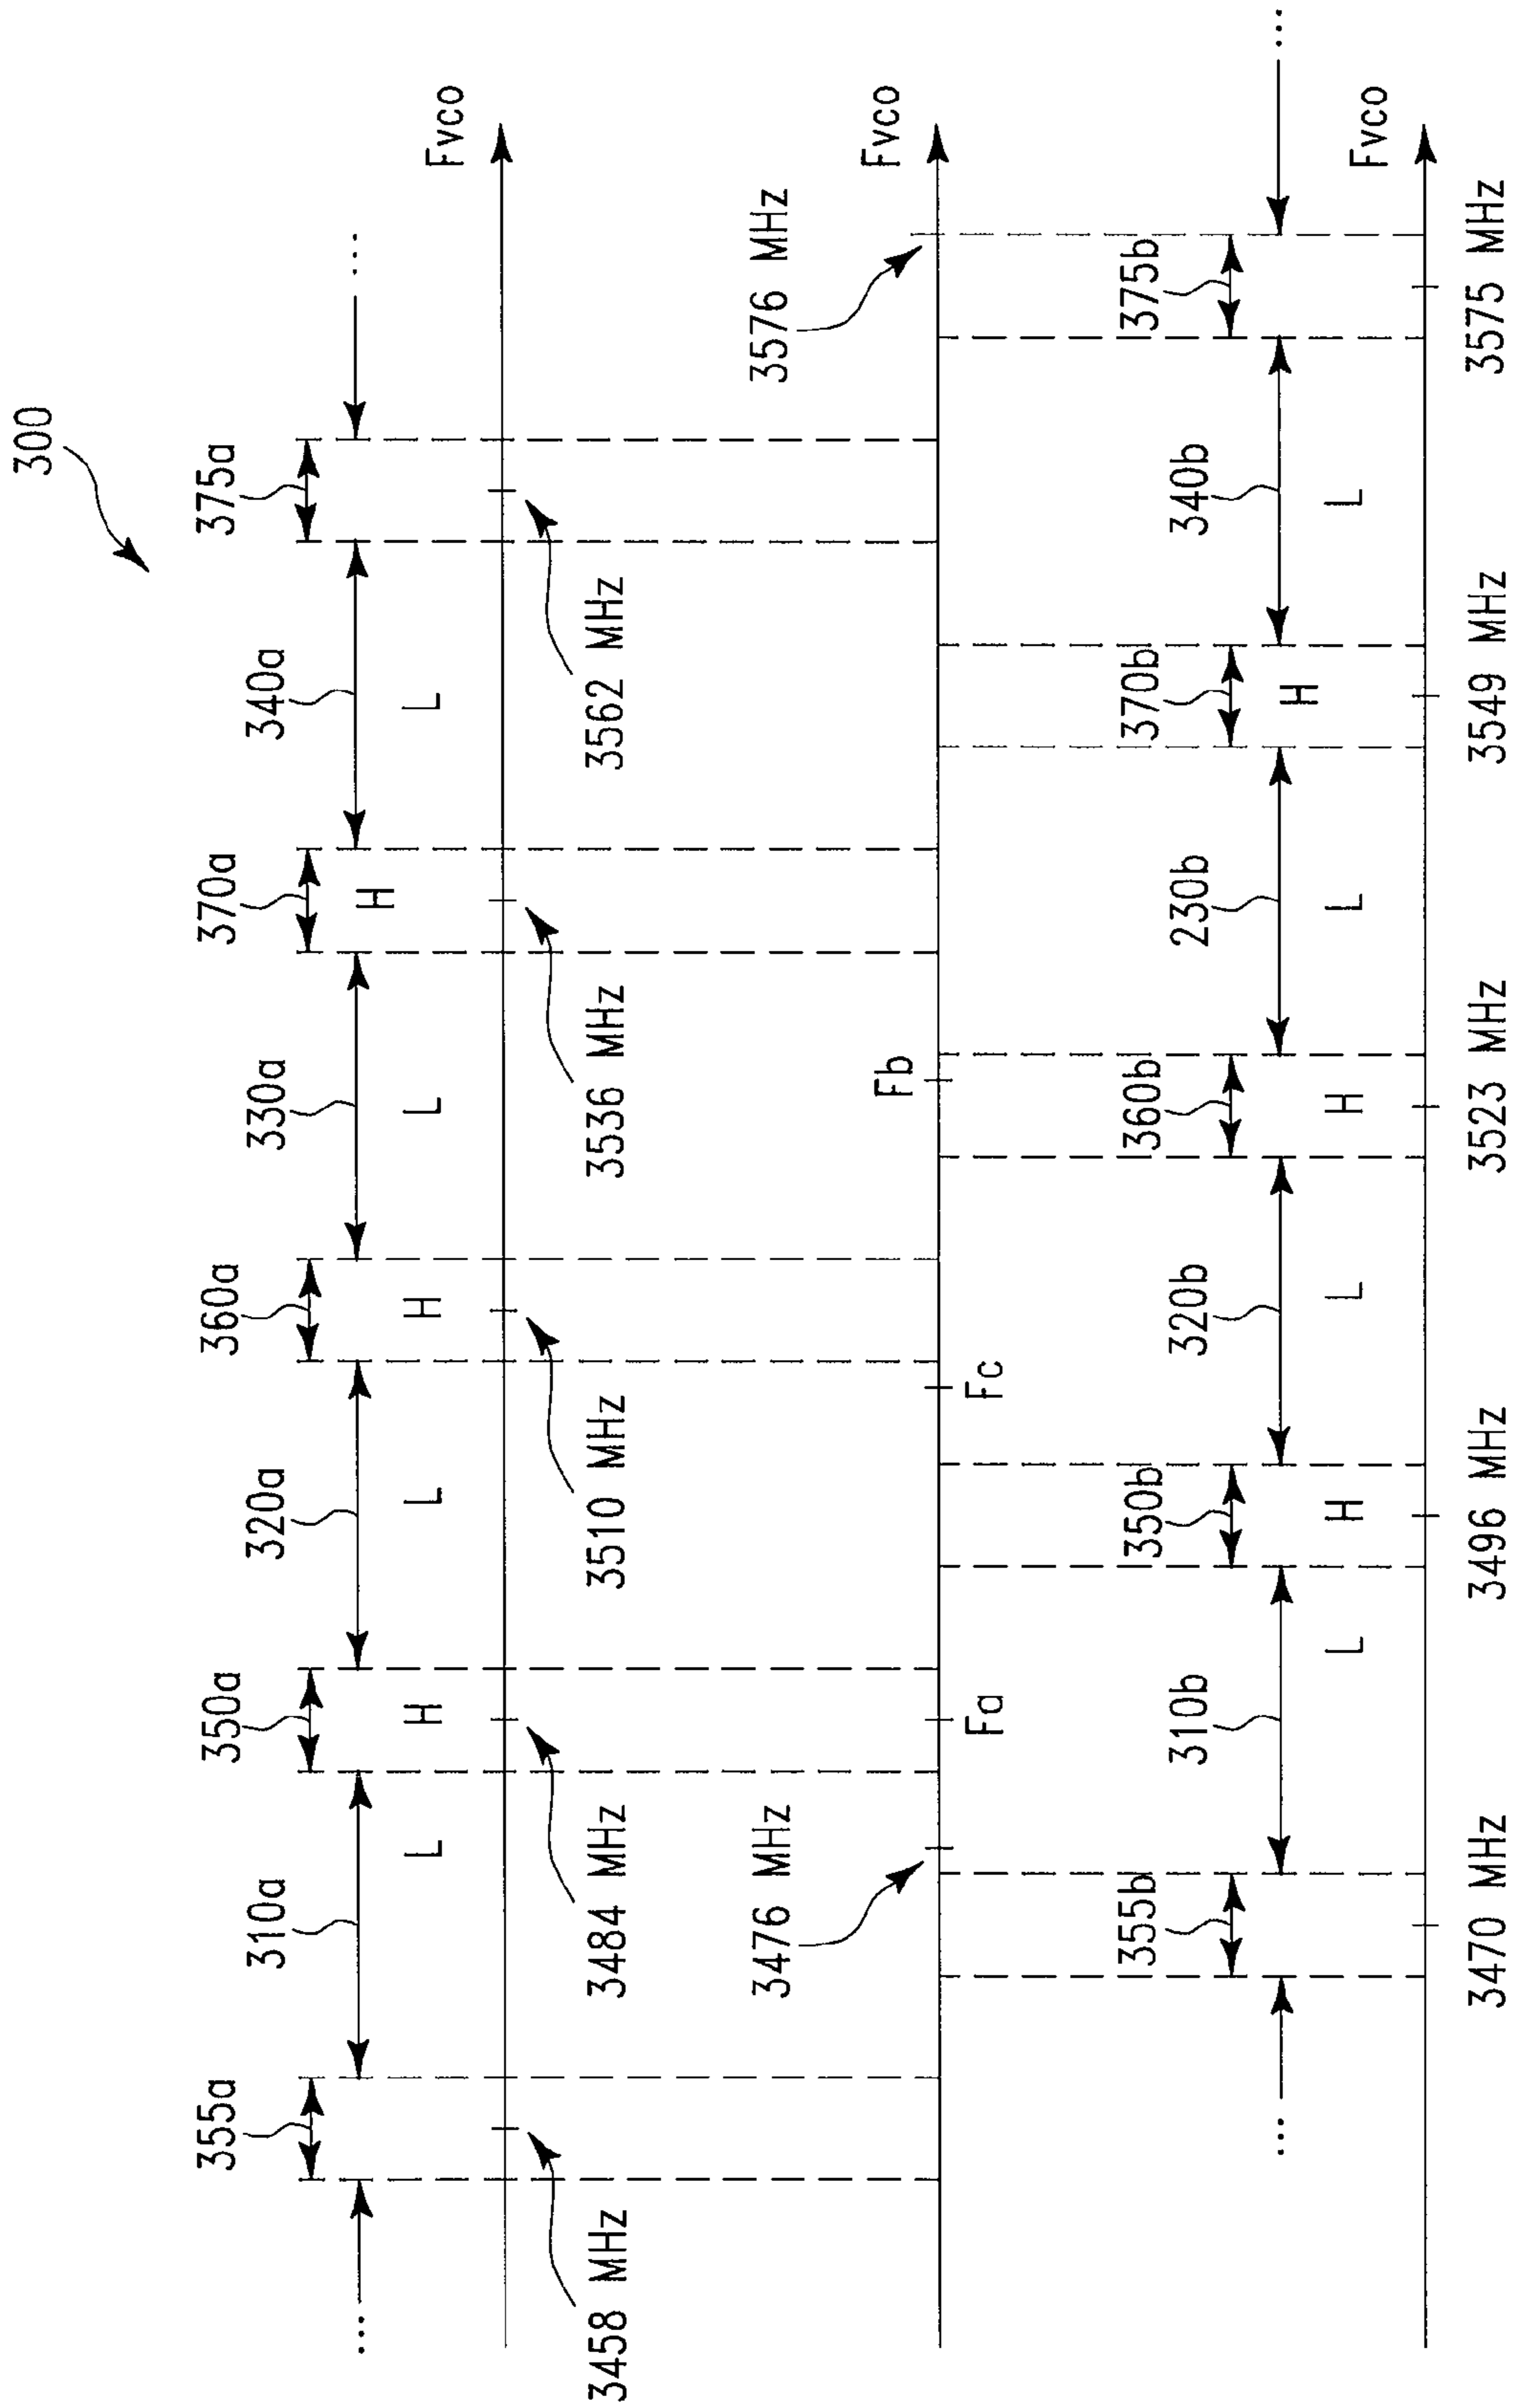 300
355a
310a
350a
320a
360a
330a
370a
340a
375a
...
L
H
L
H
L
H
L
...
Fvco
3458 MHz
3484 MHz
3510 MHz
3536 MHz
3562 MHz
3476 MHz
3576 MHz
Fb
Fvco
Fa
Fc
355b
350b
360b
370b
375b
310b
320b
230b
340b
...
...
L
H
L
H
L
H
L
Fvco
3470 MHz
3496 MHz
3523 MHz
3549 MHz
3575 MHz